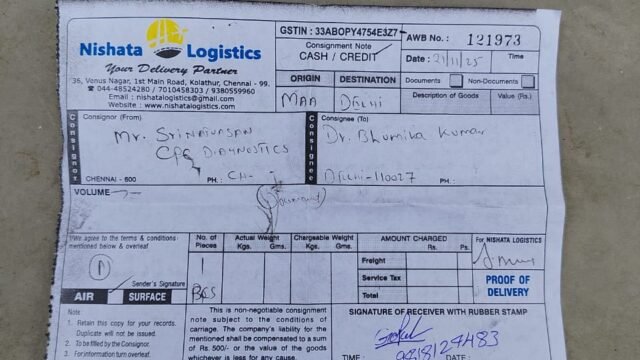 Nishata Logistics
Your Delivery Partner
36, Venus Nagar, 1st Main Road, Kolathur, Chennai - 99.
☎ 044-48524280 / 7010458303 / 9380559960
Email : nishatalogistics@gmail.com
Website : www.nishatalogistics.com
GSTIN : 33ABOPY4754E3Z7
Consignment Note
CASH / CREDIT
AWB No. : 121973
Date : 21/11/25
Time
ORIGIN DESTINATION
Documents Non-Documents
MAA DELHI
Description of Goods Value (Rs.)
Consignor
Consignor (From)
Mr. SRINIVASAN
CPC DIAGNOSTICS
CHENNAI - 600 PH. : CH-
Consignee
Consignee (To)
Dr. Bhumika Kumar
DELHI-110027 PH. :
VOLUME
(Document)
We agree to the terms & conditions
mentioned below & overleaf
Sender's Signature
AIR SURFACE
No. of
Pieces
1
Actual Weight
Kgs. Gms.
Chargeable Weight
Kgs. Gms.
AMOUNT CHARGED
Rs. Ps.
Freight
Service Tax
Total
For NISHATA LOGISTICS
PROOF OF
DELIVERY
Note
1. Retain this copy for your records.
Duplicate will not be issued.
2. To be filled by the Consignor.
3. For information turn overleaf.
This is non-negotiable consignment
note subject to the conditions of
carriage. The company's liability for the
mentioned shall be compensated to a sum
of Rs. 500/- or the value of the goods
whichever is less for any cause.
SIGNATURE OF RECEIVER WITH RUBBER STAMP
9818129483
TIME : DATE :